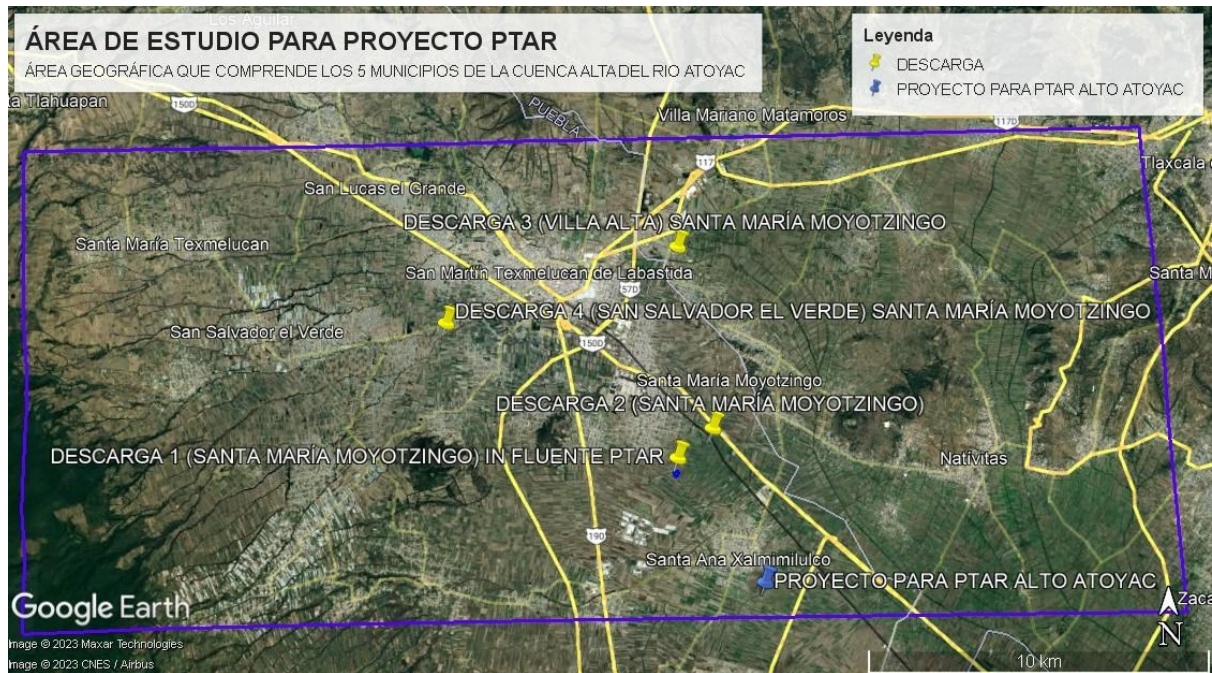 Los Aguilar
ÁREA DE ESTUDIO PARA PROYECTO PTAR
ÁREA GEOGRÁFICA QUE COMPRENDE LOS 5 MUNICIPIOS DE LA CUENCA ALTA DEL RIO ATOYAC
Leyenda
DESCARGA
PROYECTO PARA PTAR ALTO ATOYAC
Tlahuapan
150D
PUEBLA
Villa Mariano Matamoros
117D
117
Tlaxcala
San Lucas el Grande
DESCARGA 3 (VILLA ALTA) SANTA MARÍA MOYOTZINGO
Santa María Texmelucan
San Martín Texmelucan de Labastida
Santa M
57D
DESCARGA 4 (SAN SALVADOR EL VERDE) SANTA MARÍA MOYOTZINGO
San Salvador el Verde
150D
Santa María Moyotzingo
DESCARGA 2 (SANTA MARÍA MOYOTZINGO)
DESCARGA 1 (SANTA MARÍA MOYOTZINGO) IN FLUENTE PTAR
Natívitas
190
Santa Ana Xalmimilulco
PROYECTO PARA PTAR ALTO ATOYAC
Google Earth
Zaca
N
Image © 2023 Maxar Technologies
Image © 2023 CNES / Airbus
10 km